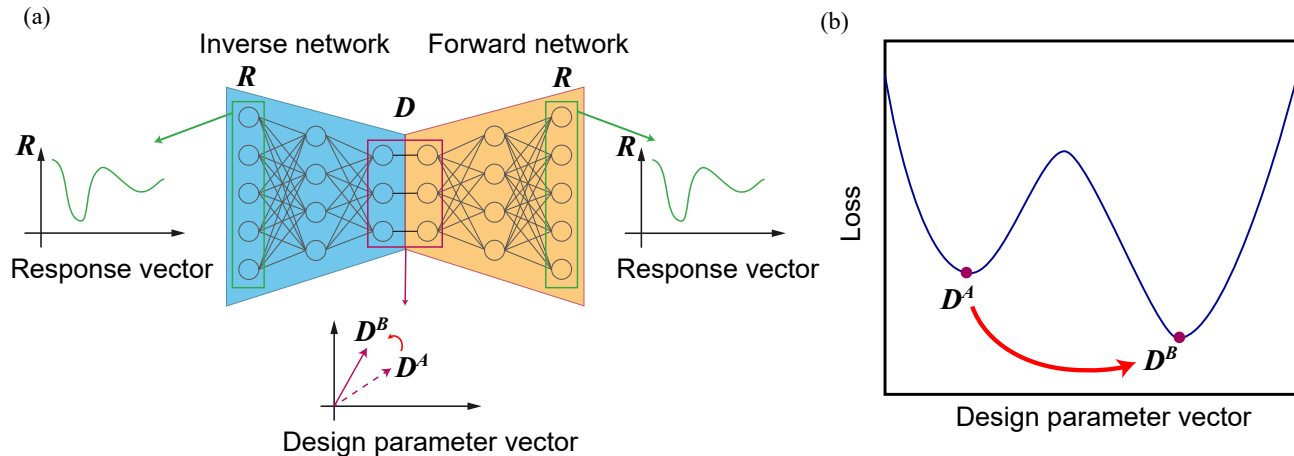 (a)
Inverse network
Forward network
R
D
R
R
Response vector
R
Response vector
D^B
D^A
Design parameter vector
(b)
Loss
D^A
D^B
Design parameter vector